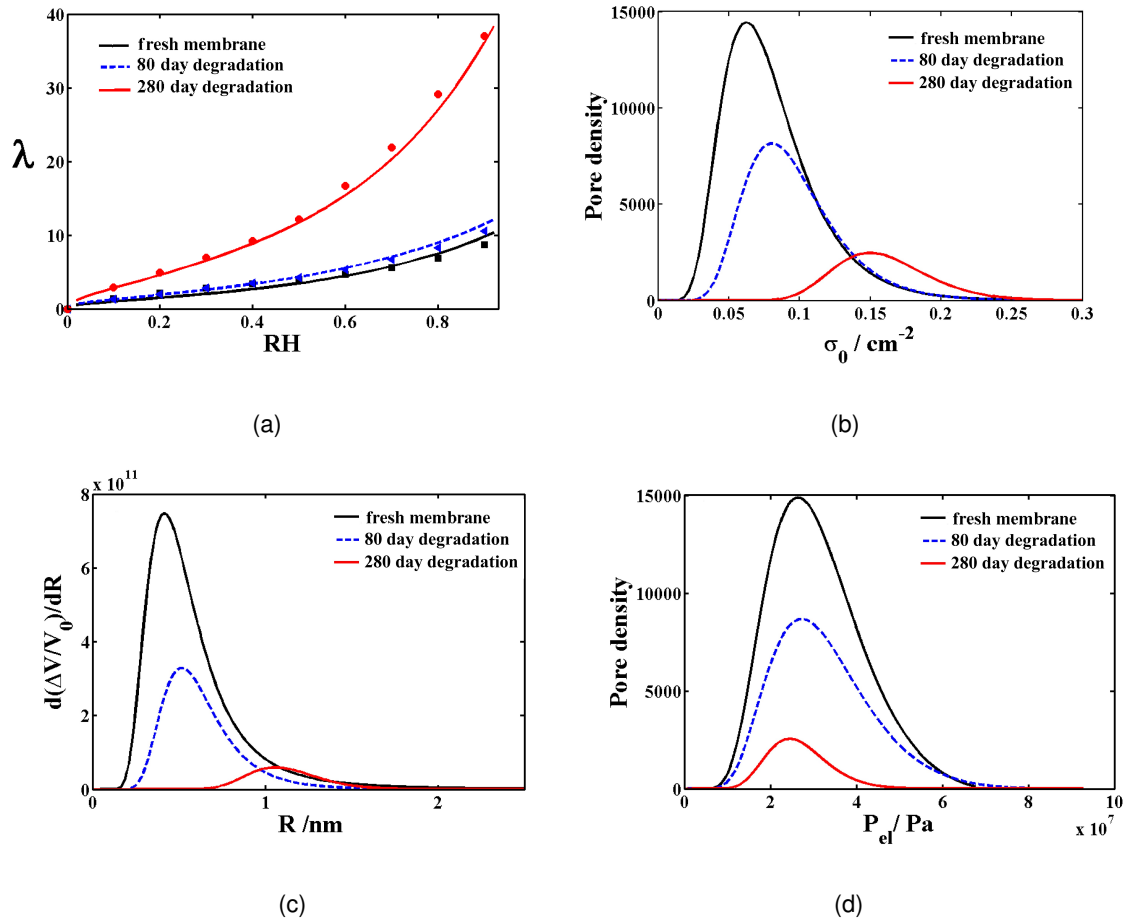 40
30
20
10
0
0
0.2
0.4
0.6
0.8
λ
RH
fresh membrane
80 day degradation
280 day degradation
(a)
15000
10000
5000
0
0
0.05
0.1
0.15
0.2
0.25
0.3
Pore density
σ₀ / cm⁻²
fresh membrane
80 day degradation
280 day degradation
(b)
x 10¹¹
8
6
4
2
0
0
1
2
d(ΔV/V₀)/dR
R /nm
fresh membrane
80 day degradation
280 day degradation
(c)
15000
10000
5000
0
0
2
4
6
8
10
x 10⁷
Pore density
Pel/ Pa
fresh membrane
80 day degradation
280 day degradation
(d)